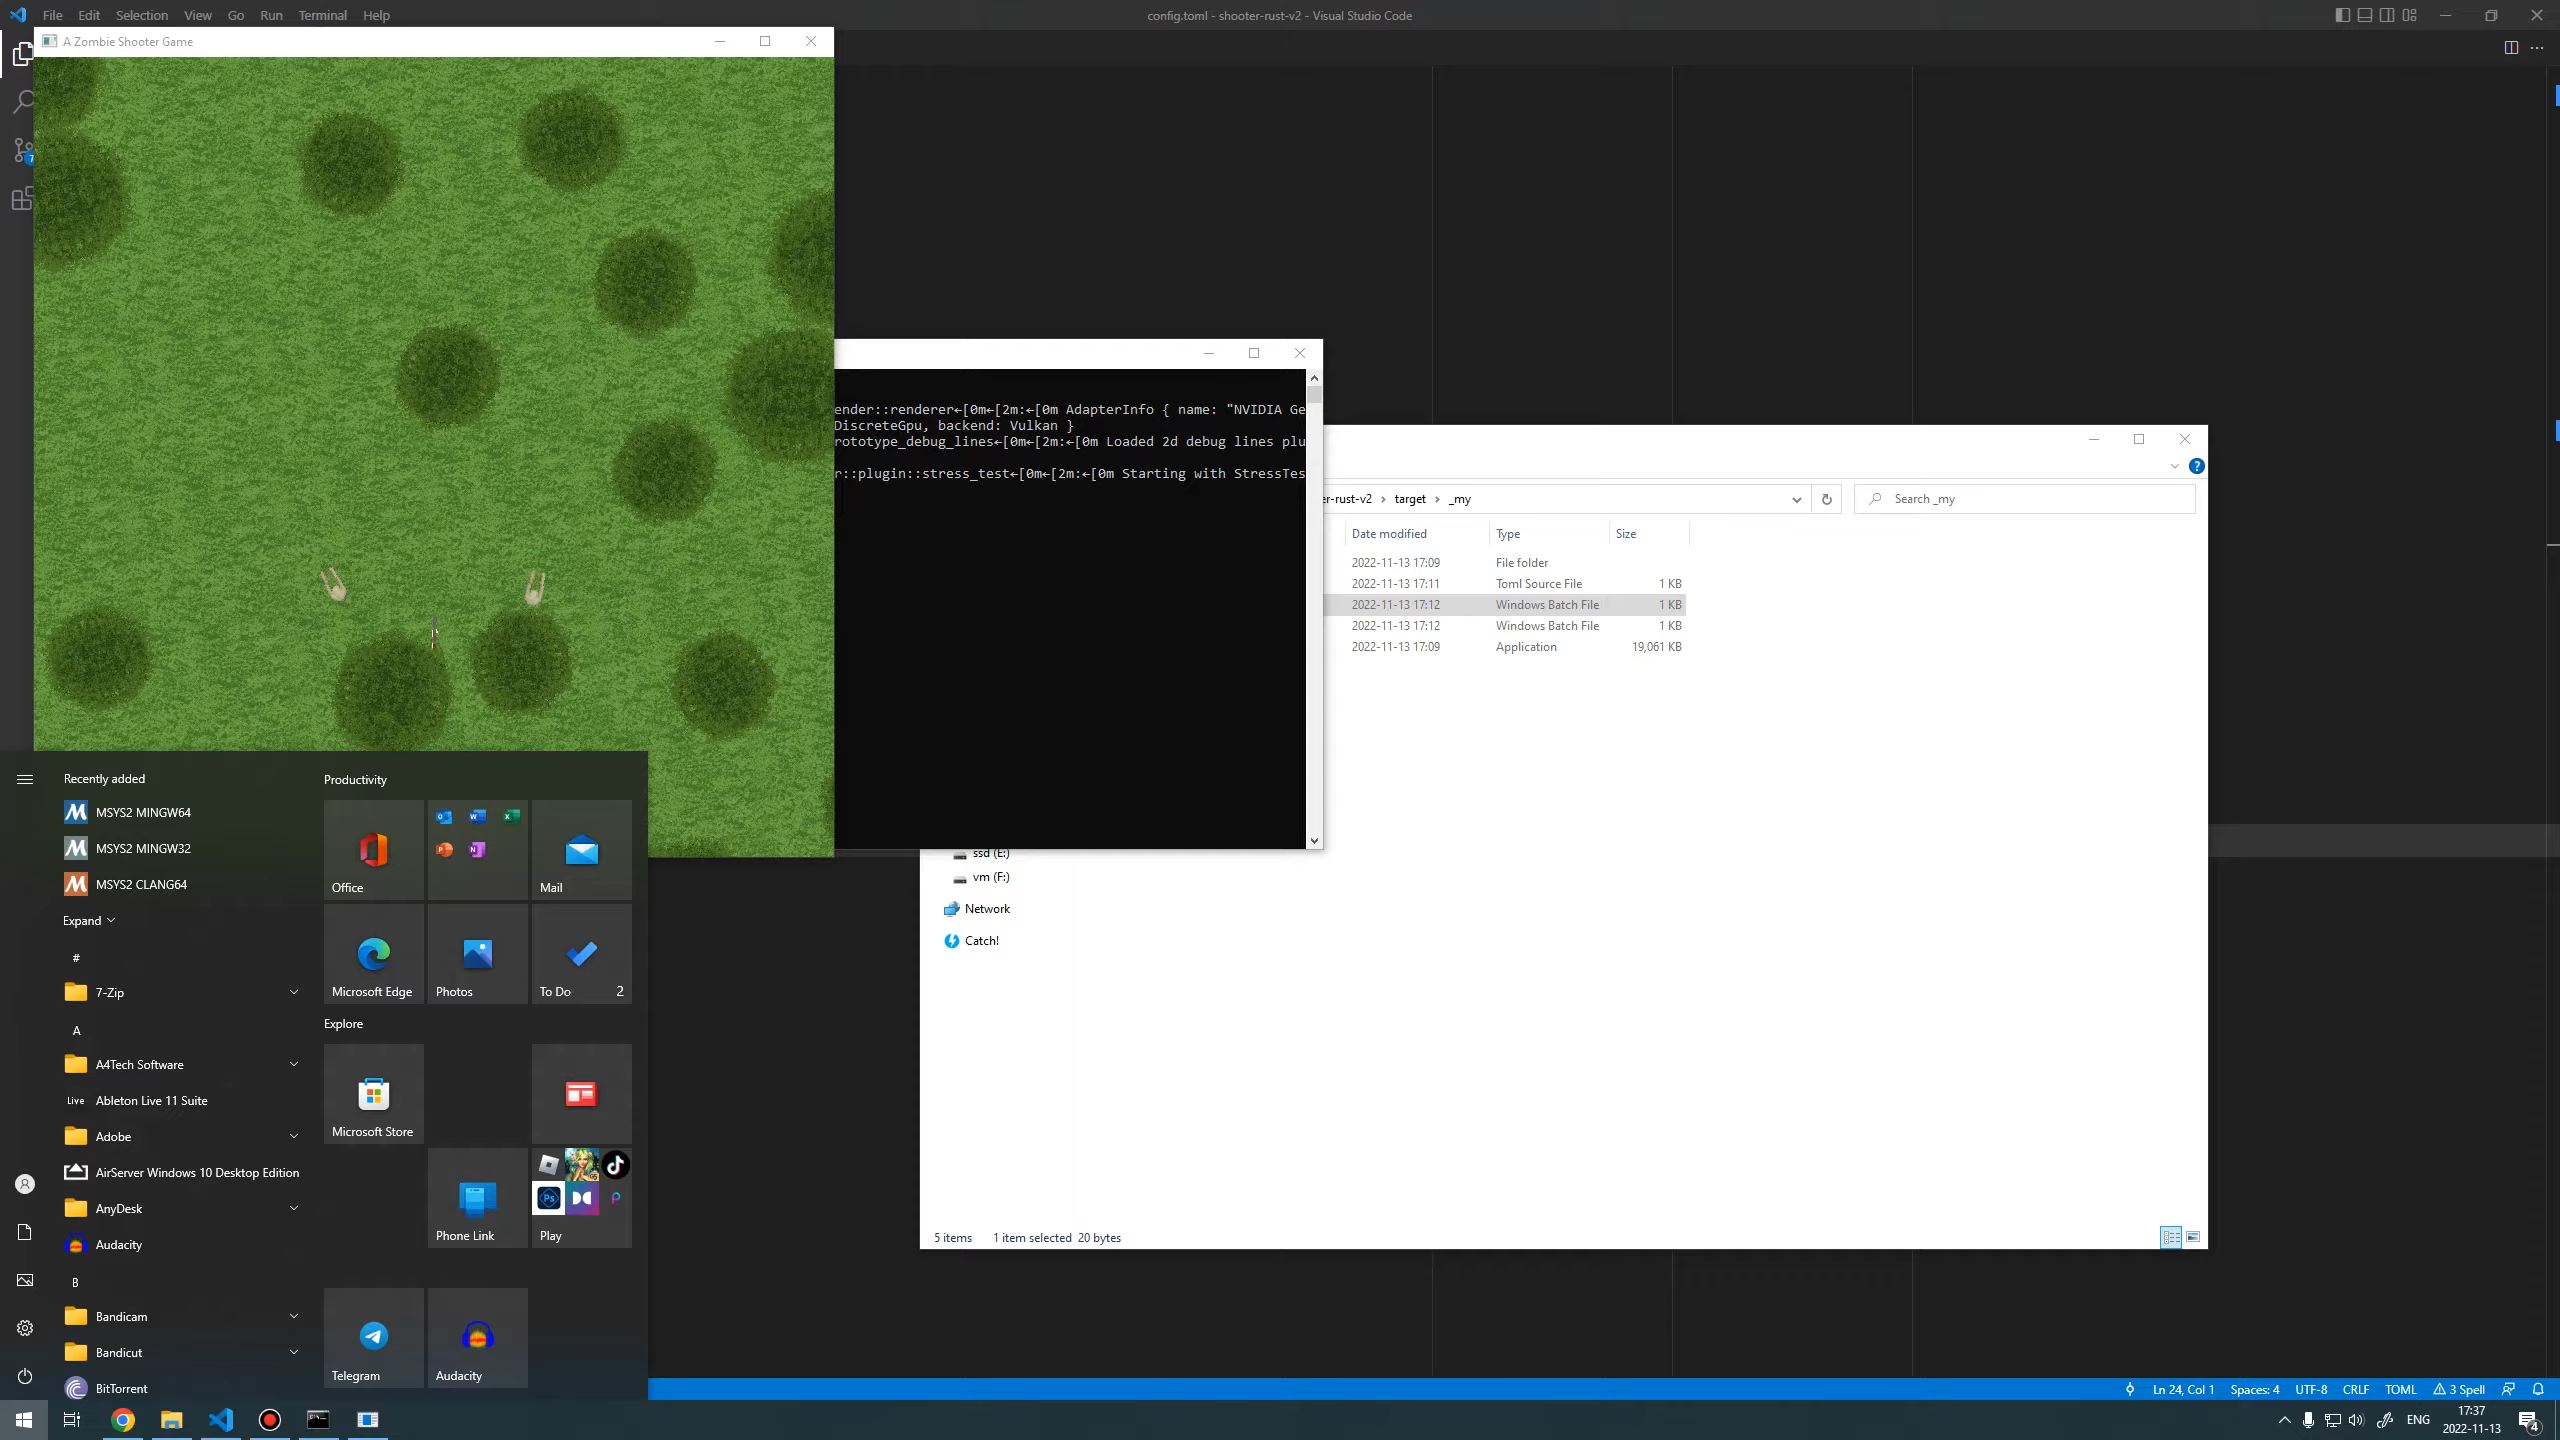 File Edit Selection View Go Run Terminal Help
config.toml - shooter-rust-v2 - Visual Studio Code
A Zombie Shooter Game
7
ender::renderer←[0m←[2m:←[0m AdapterInfo { name: "NVIDIA Ge
DiscreteGpu, backend: Vulkan }
rototype_debug_lines←[0m←[2m:←[0m Loaded 2d debug lines plu
r::plugin::stress_test←[0m←[2m:←[0m Starting with StressTes
er-rust-v2 › target › _my
Search _my
Date modified Type Size
2022-11-13 17:09 File folder
2022-11-13 17:11 Toml Source File 1 KB
2022-11-13 17:12 Windows Batch File 1 KB
2022-11-13 17:12 Windows Batch File 1 KB
2022-11-13 17:09 Application 19,061 KB
ssd (E:)
vm (F:)
Network
Catch!
5 items 1 item selected 20 bytes
Recently added
MSYS2 MINGW64
MSYS2 MINGW32
MSYS2 CLANG64
Expand
#
7-Zip
A
A4Tech Software
Live Ableton Live 11 Suite
Adobe
AirServer Windows 10 Desktop Edition
AnyDesk
Audacity
B
Bandicam
Bandicut
BitTorrent
Productivity
Office
Mail
Microsoft Edge
Photos
To Do 2
Explore
Microsoft Store
Phone Link
Play
Telegram
Audacity
Ln 24, Col 1 Spaces: 4 UTF-8 CRLF TOML 3 Spell
ENG
17:37
2022-11-13
4